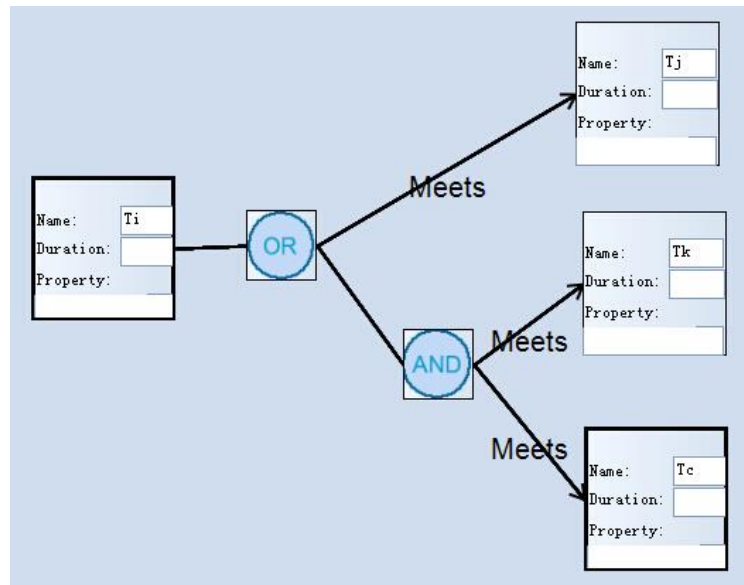 Name: Tj
Duration:
Property:
Meets
Name: Ti
Duration:
Property:
OR
Name: Tk
Duration:
Property:
Meets
AND
Meets
Name: Tc
Duration:
Property: